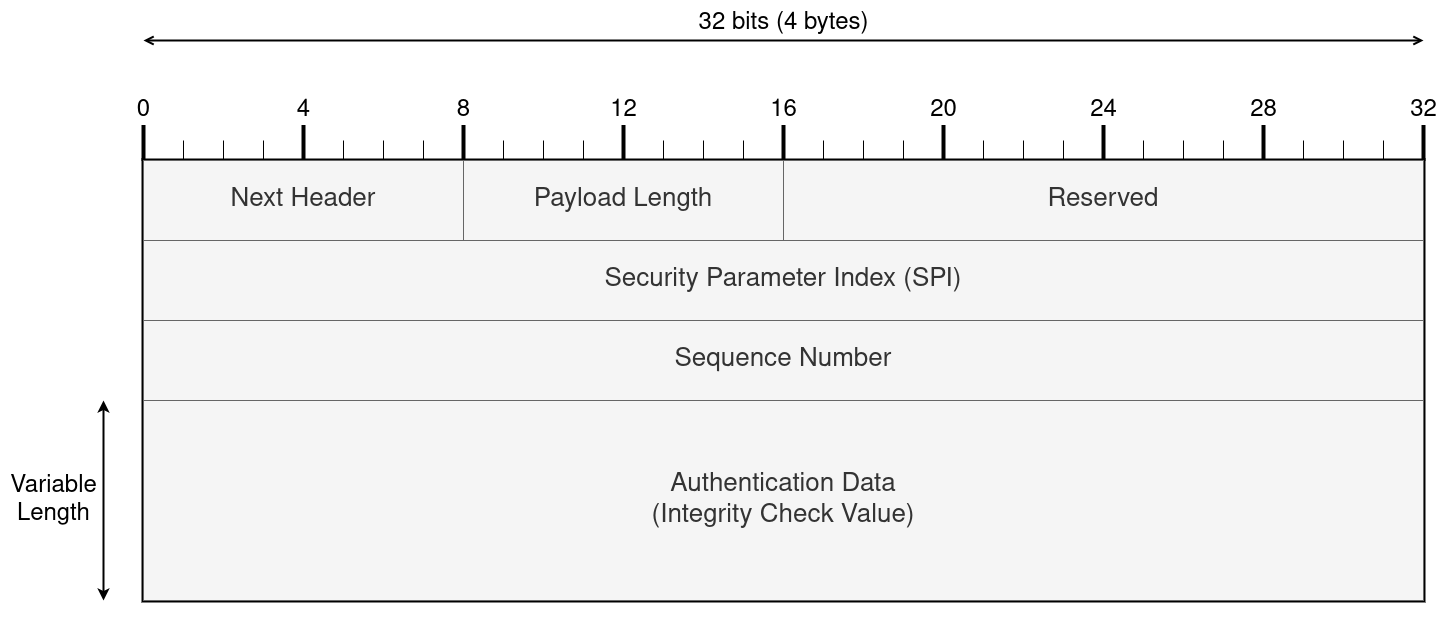 32 bits (4 bytes)
0 4 8 12 16 20 24 28 32
Next Header Payload Length Reserved
Security Parameter Index (SPI)
Sequence Number
Variable
Length
Authentication Data
(Integrity Check Value)